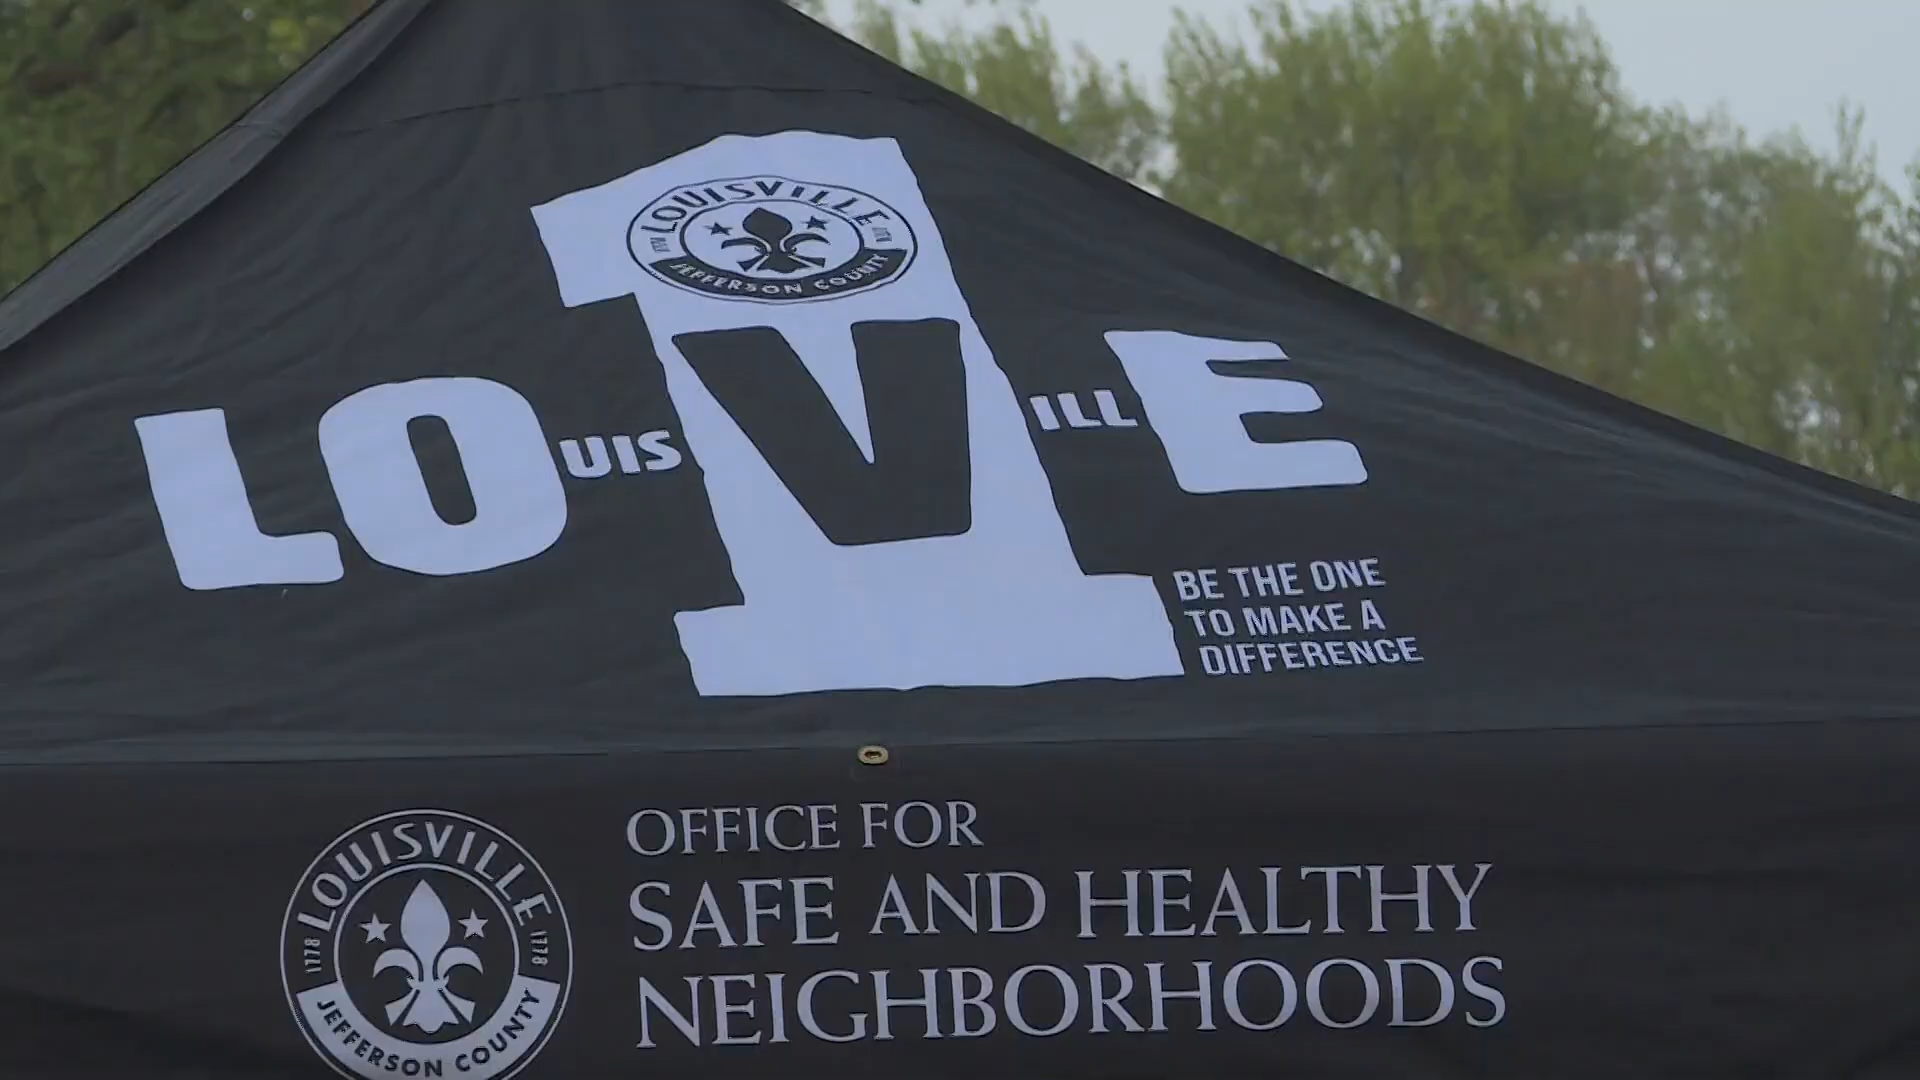 LOUISVILLE
JEFFERSON COUNTY
LOUISVILLE
BE THE ONE
TO MAKE A
DIFFERENCE
OFFICE FOR
SAFE AND HEALTHY
NEIGHBORHOODS
LOUISVILLE
1778 1778
JEFFERSON COUNTY